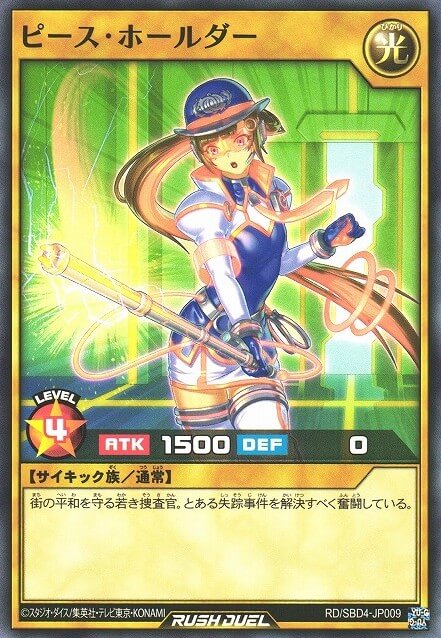 ピース・ホールダー
ひかり
光
LEVEL
4
ATK 1500 DEF 0
【サイキック族／通常】
街の平和を守る若き捜査官。とある失踪事件を解決すべく奮闘している。
©スタジオ・ダイス/集英社・テレビ東京・KONAMI
RUSH DUEL
RD/SBD4-JP009